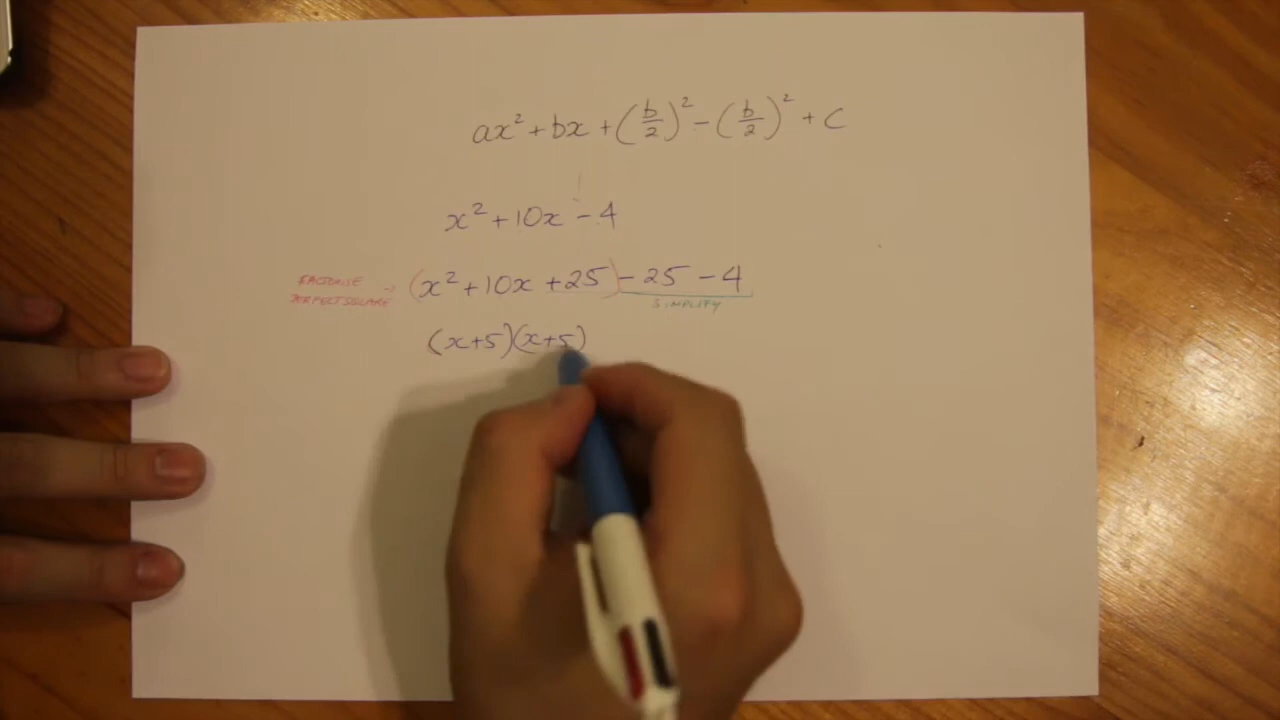 ax² + bx + (b/2)² - (b/2)² + C
x² + 10x - 4
FACTORISE PERFECT SQUARE → (x² + 10x + 25) - 25 - 4
SIMPLIFY
(x+5)(x+5)